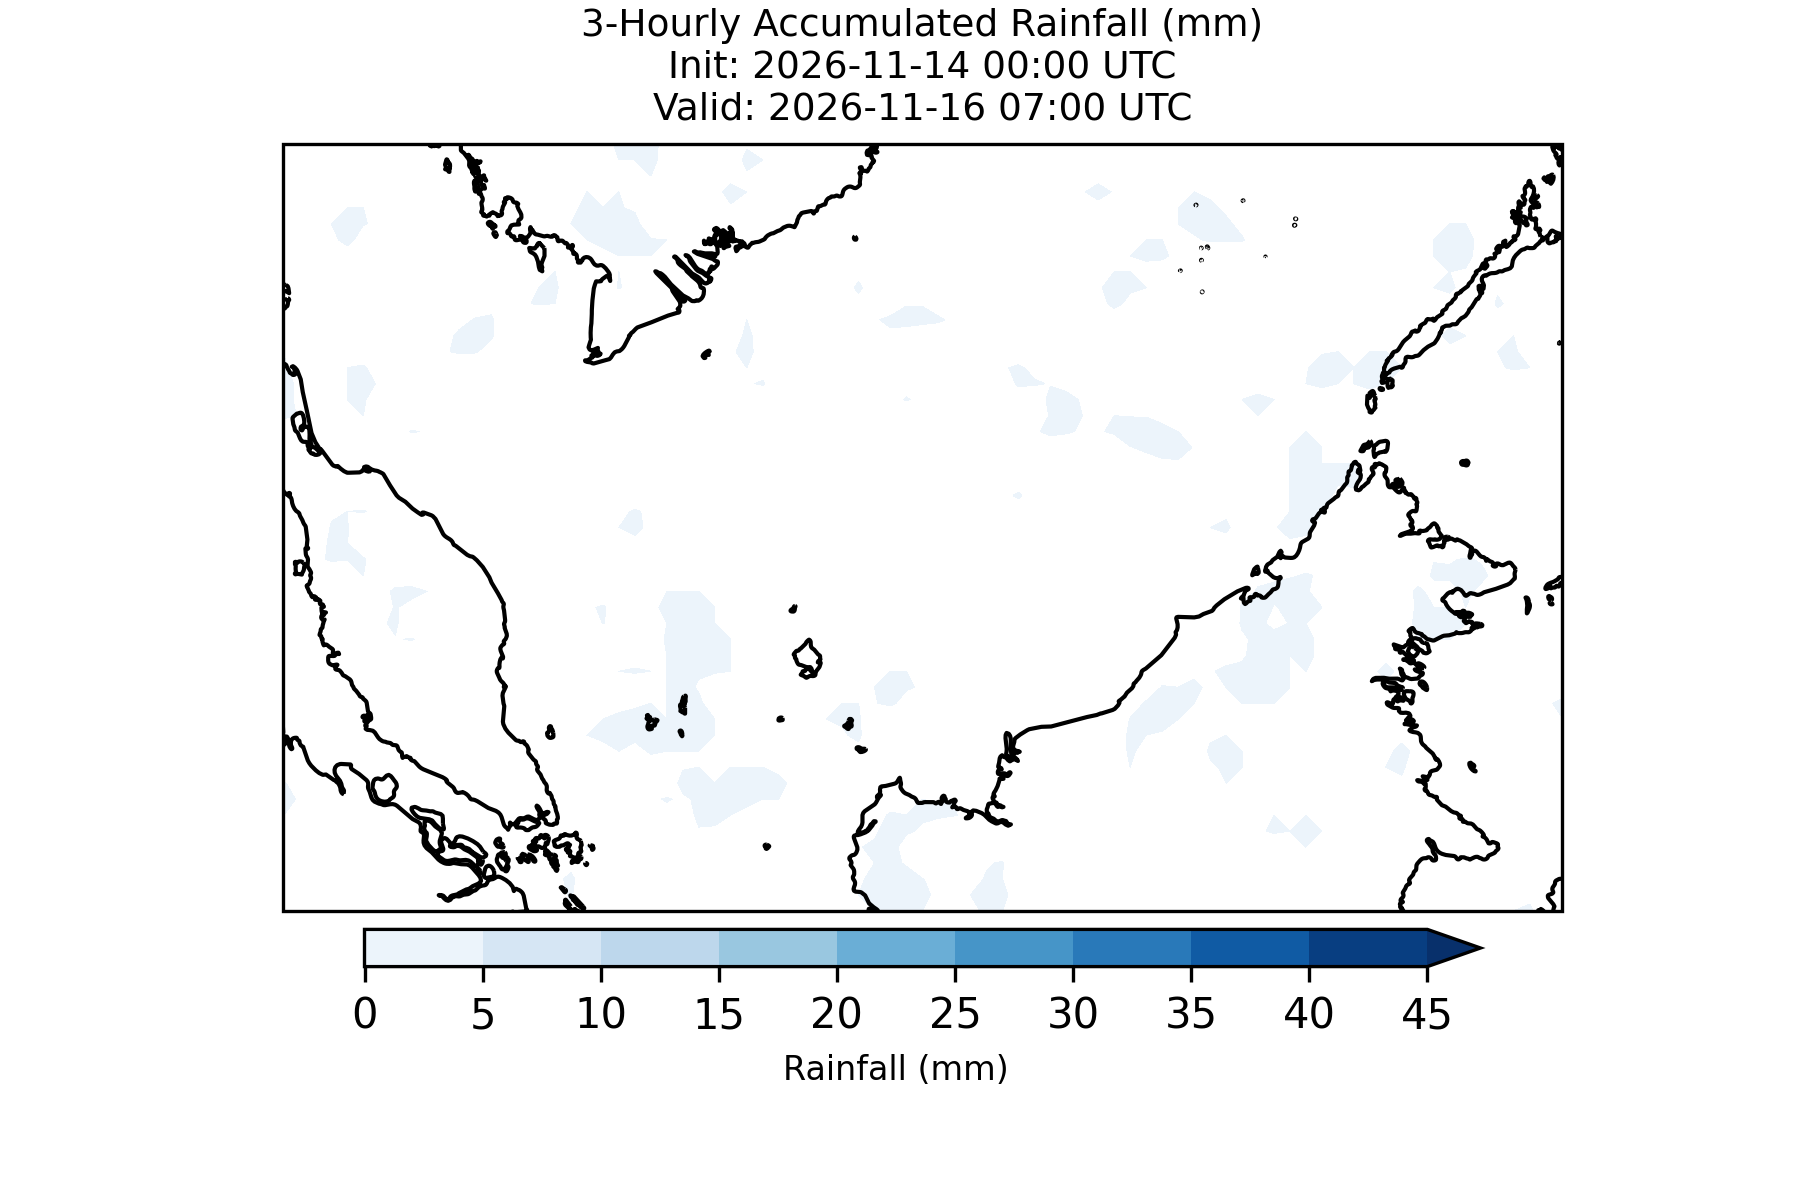 3-Hourly Accumulated Rainfall (mm)
Init: 2026-11-14 00:00 UTC
Valid: 2026-11-16 07:00 UTC
0 5 10 15 20 25 30 35 40 45
Rainfall (mm)